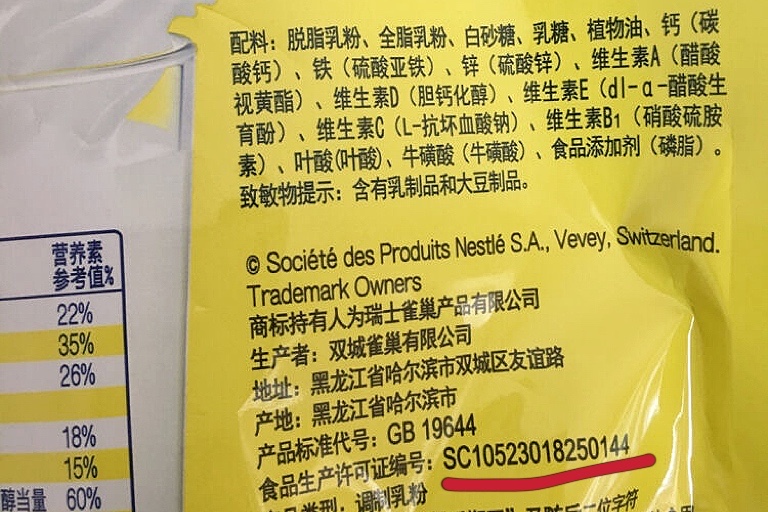 配料：脱脂乳粉、全脂乳粉、白砂糖、乳糖、植物油、钙（碳
酸钙）、铁（硫酸亚铁）、锌（硫酸锌）、维生素A（醋酸
视黄酯）、维生素D（胆钙化醇）、维生素E（dl-α-醋酸生
育酚）、维生素C（L-抗坏血酸钠）、维生素B₁（硝酸硫胺
素）、叶酸(叶酸)、牛磺酸（牛磺酸）、食品添加剂（磷脂）。
致敏物提示：含有乳制品和大豆制品。
© Société des Produits Nestlé S.A., Vevey, Switzerland.
Trademark Owners
商标持有人为瑞士雀巢产品有限公司
生产者：双城雀巢有限公司
地址：黑龙江省哈尔滨市双城区友谊路
产地：黑龙江省哈尔滨市
产品标准代号：GB 19644
食品生产许可证编号：SC10523018250144
类型：调制乳粉
位字符
营养素
参考值%
22%
35%
26%
18%
15%
醇当量 60%